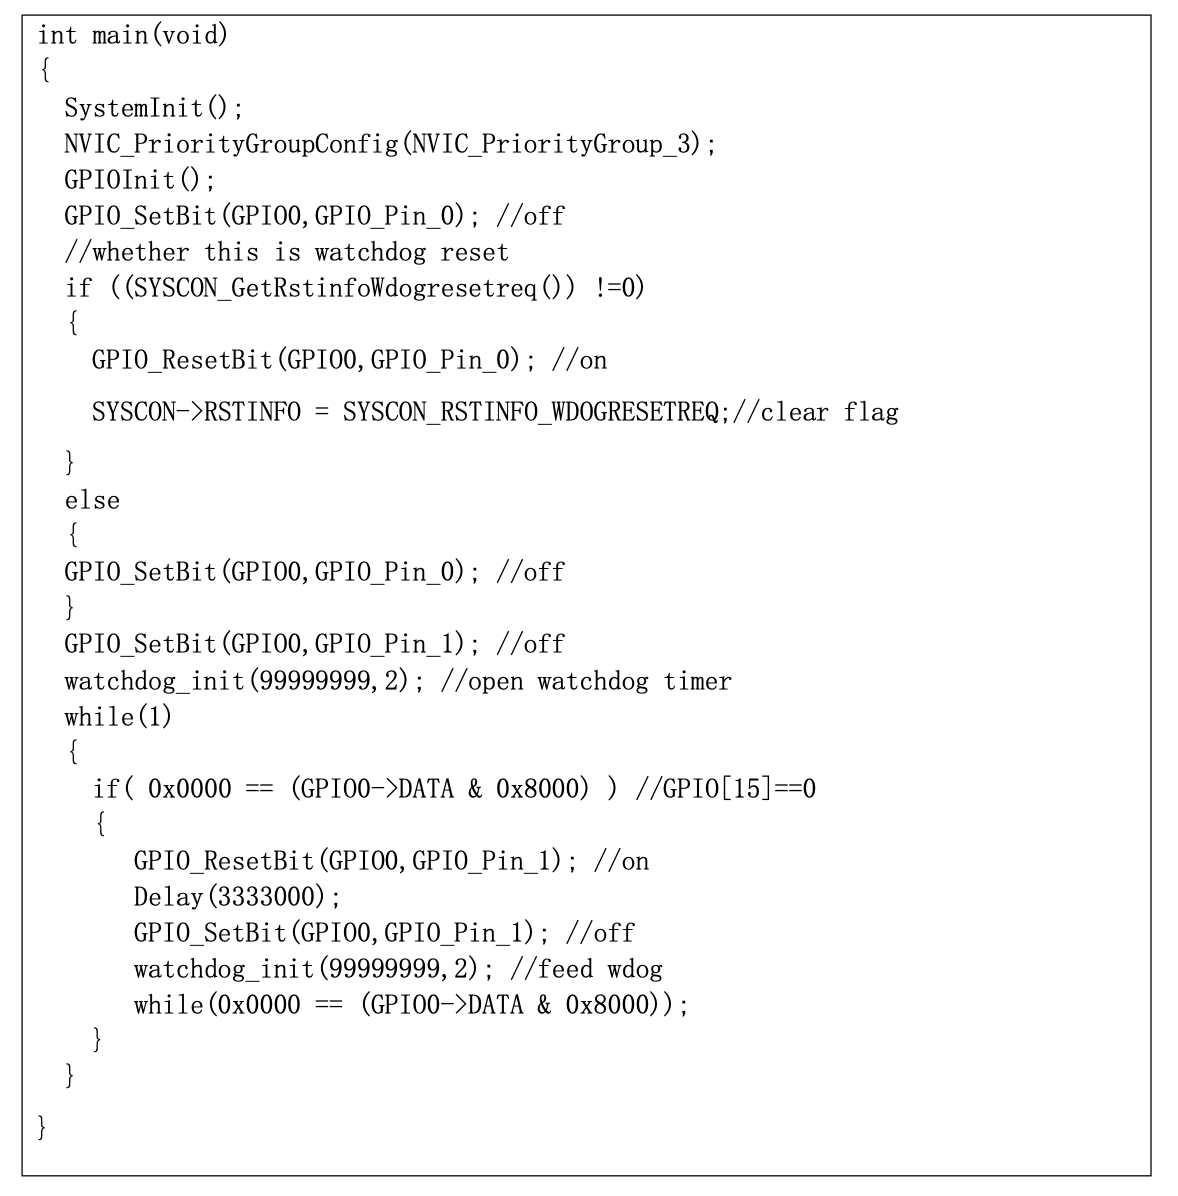 int main(void)
{
  SystemInit();
  NVIC_PriorityGroupConfig(NVIC_PriorityGroup_3);
  GPIOInit();
  GPIO_SetBit(GPIO0,GPIO_Pin_0); //off
  //whether this is watchdog reset
  if ((SYSCON_GetRstinfoWdogresetreq()) !=0)
  {
    GPIO_ResetBit(GPIO0,GPIO_Pin_0); //on
    SYSCON->RSTINFO = SYSCON_RSTINFO_WDOGRESETREQ;//clear flag
  }
  else
  {
  GPIO_SetBit(GPIO0,GPIO_Pin_0); //off
  }
  GPIO_SetBit(GPIO0,GPIO_Pin_1); //off
  watchdog_init(99999999,2); //open watchdog timer
  while(1)
  {
    if( 0x0000 == (GPIO0->DATA & 0x8000) ) //GPIO[15]==0
    {
       GPIO_ResetBit(GPIO0,GPIO_Pin_1); //on
       Delay(3333000);
       GPIO_SetBit(GPIO0,GPIO_Pin_1); //off
       watchdog_init(99999999,2); //feed wdog
       while(0x0000 == (GPIO0->DATA & 0x8000));
    }
  }
}